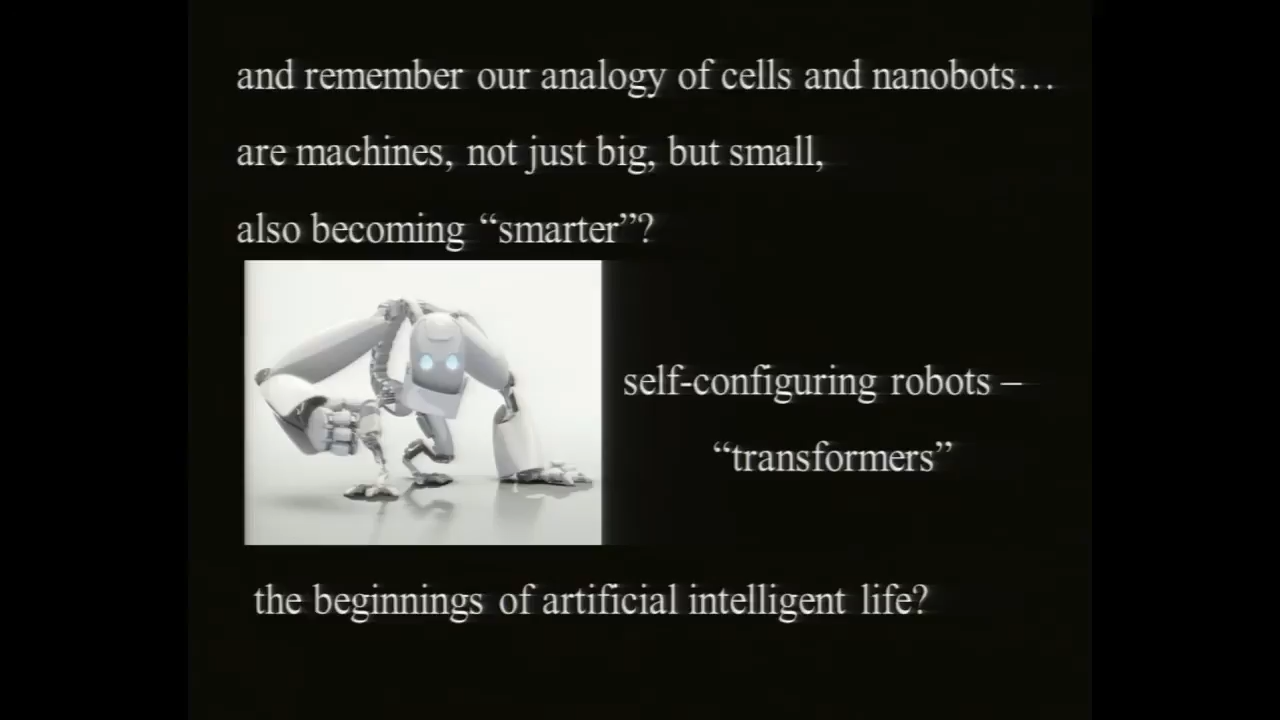 and remember our analogy of cells and nanobots…
are machines, not just big, but small,
also becoming “smarter”?
self-configuring robots –
“transformers”
the beginnings of artificial intelligent life?